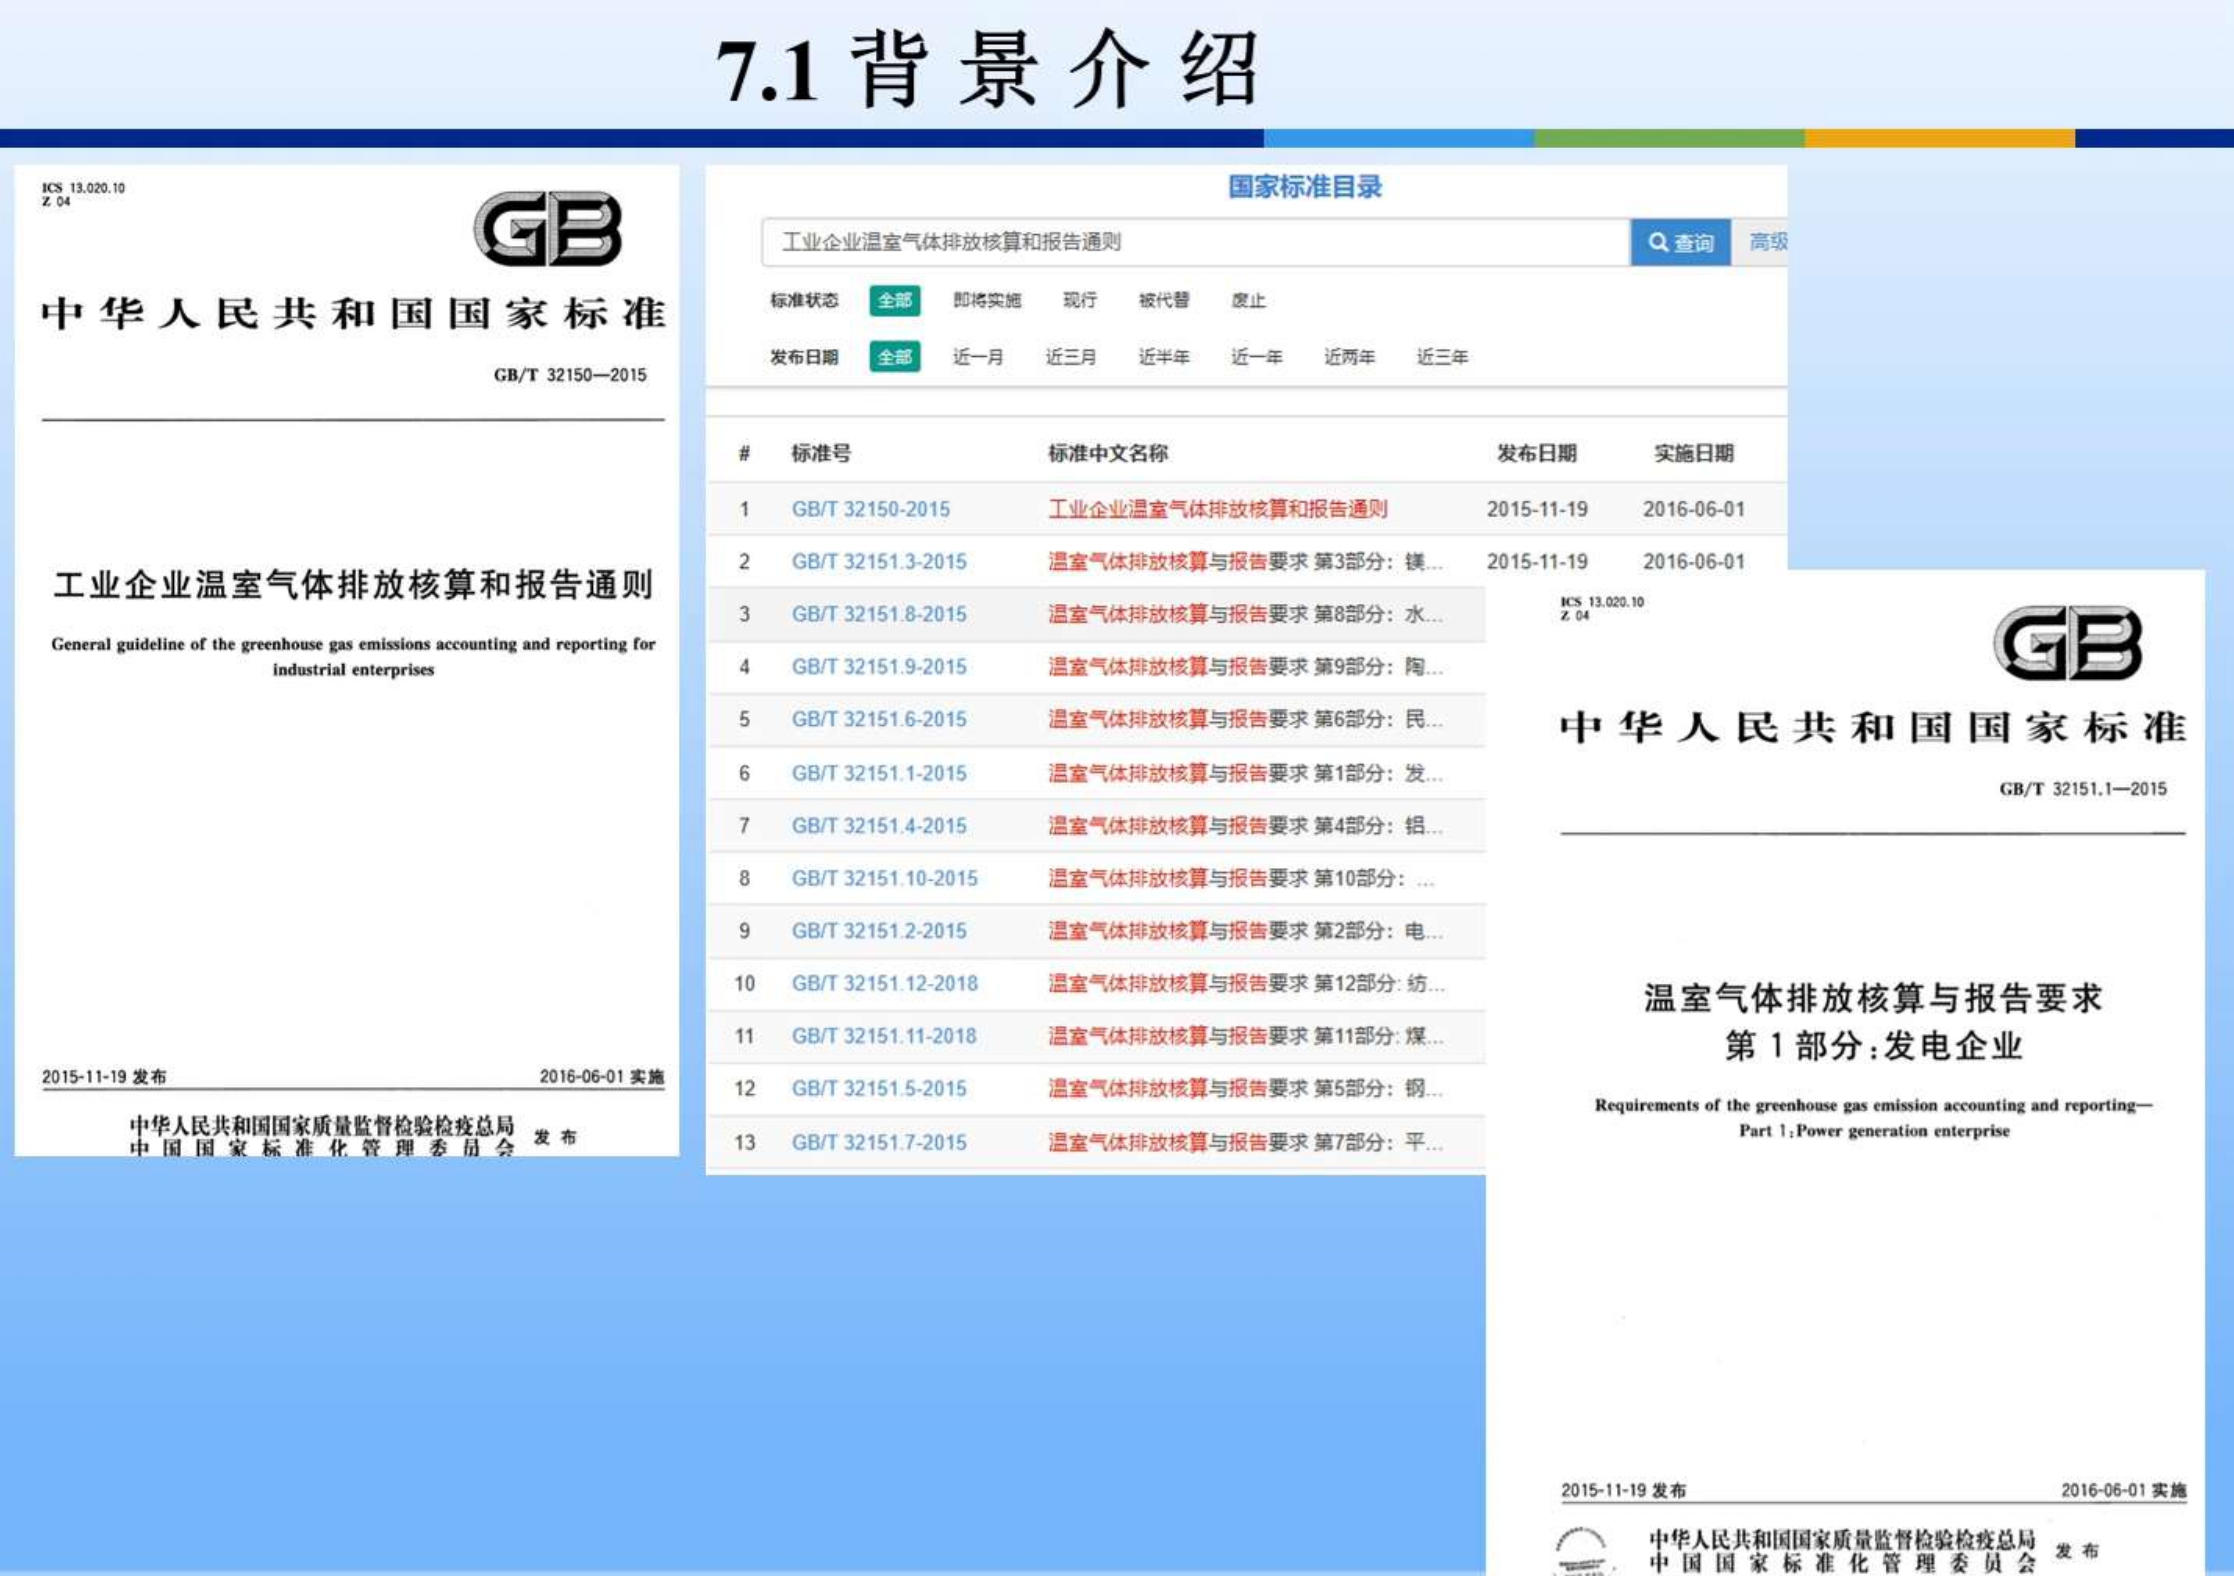 7.1 背景介绍
ICS 13.020.10
Z 04
GB
中华人民共和国国家标准
GB/T 32150—2015
工业企业温室气体排放核算和报告通则
General guideline of the greenhouse gas emissions accounting and reporting for
industrial enterprises
2015-11-19 发布 2016-06-01 实施
中华人民共和国国家质量监督检验检疫总局
中国国家标准化管理委员会 发布
国家标准目录
工业企业温室气体排放核算和报告通则 查询 高级
标准状态 全部 即将实施 现行 被代替 废止
发布日期 全部 近一月 近三月 近半年 近一年 近两年 近三年
# 标准号 标准中文名称 发布日期 实施日期
1 GB/T 32150-2015 工业企业温室气体排放核算和报告通则 2015-11-19 2016-06-01
2 GB/T 32151.3-2015 温室气体排放核算与报告要求 第3部分：镁... 2015-11-19 2016-06-01
3 GB/T 32151.8-2015 温室气体排放核算与报告要求 第8部分：水...
4 GB/T 32151.9-2015 温室气体排放核算与报告要求 第9部分：陶...
5 GB/T 32151.6-2015 温室气体排放核算与报告要求 第6部分：民...
6 GB/T 32151.1-2015 温室气体排放核算与报告要求 第1部分：发...
7 GB/T 32151.4-2015 温室气体排放核算与报告要求 第4部分：铝...
8 GB/T 32151.10-2015 温室气体排放核算与报告要求 第10部分：...
9 GB/T 32151.2-2015 温室气体排放核算与报告要求 第2部分：电...
10 GB/T 32151.12-2018 温室气体排放核算与报告要求 第12部分: 纺...
11 GB/T 32151.11-2018 温室气体排放核算与报告要求 第11部分: 煤...
12 GB/T 32151.5-2015 温室气体排放核算与报告要求 第5部分：钢...
13 GB/T 32151.7-2015 温室气体排放核算与报告要求 第7部分：平...
ICS 13.020.10
Z 04
GB
中华人民共和国国家标准
GB/T 32151.1—2015
温室气体排放核算与报告要求
第1部分:发电企业
Requirements of the greenhouse gas emission accounting and reporting—
Part 1:Power generation enterprise
2015-11-19 发布 2016-06-01 实施
中华人民共和国国家质量监督检验检疫总局
中国国家标准化管理委员会 发布